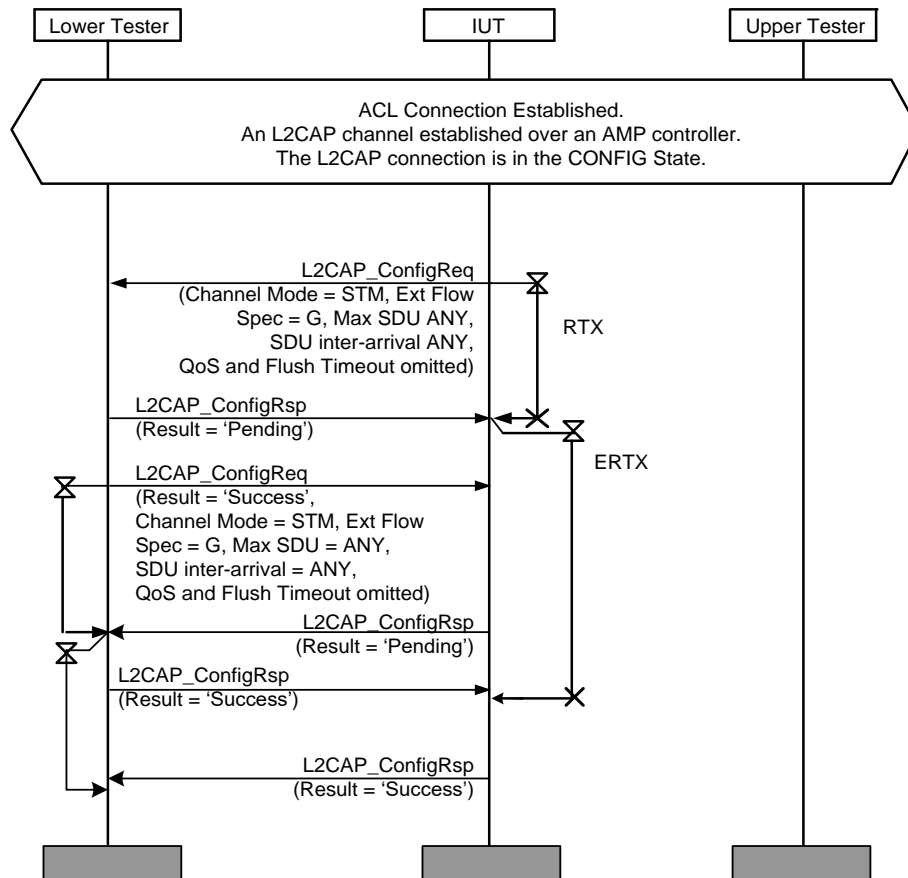 Lower Tester
IUT
Upper Tester
ACL Connection Established.
An L2CAP channel established over an AMP controller.
The L2CAP connection is in the CONFIG State.
L2CAP_ConfigReq
(Channel Mode = STM, Ext Flow
Spec = G, Max SDU ANY,
SDU inter-arrival ANY,
QoS and Flush Timeout omitted)
RTX
L2CAP_ConfigRsp
(Result = ‘Pending’)
ERTX
L2CAP_ConfigReq
(Result = ‘Success’,
Channel Mode = STM, Ext Flow
Spec = G, Max SDU = ANY,
SDU inter-arrival = ANY,
QoS and Flush Timeout omitted)
L2CAP_ConfigRsp
(Result = ‘Pending’)
L2CAP_ConfigRsp
(Result = ‘Success’)
L2CAP_ConfigRsp
(Result = ‘Success’)